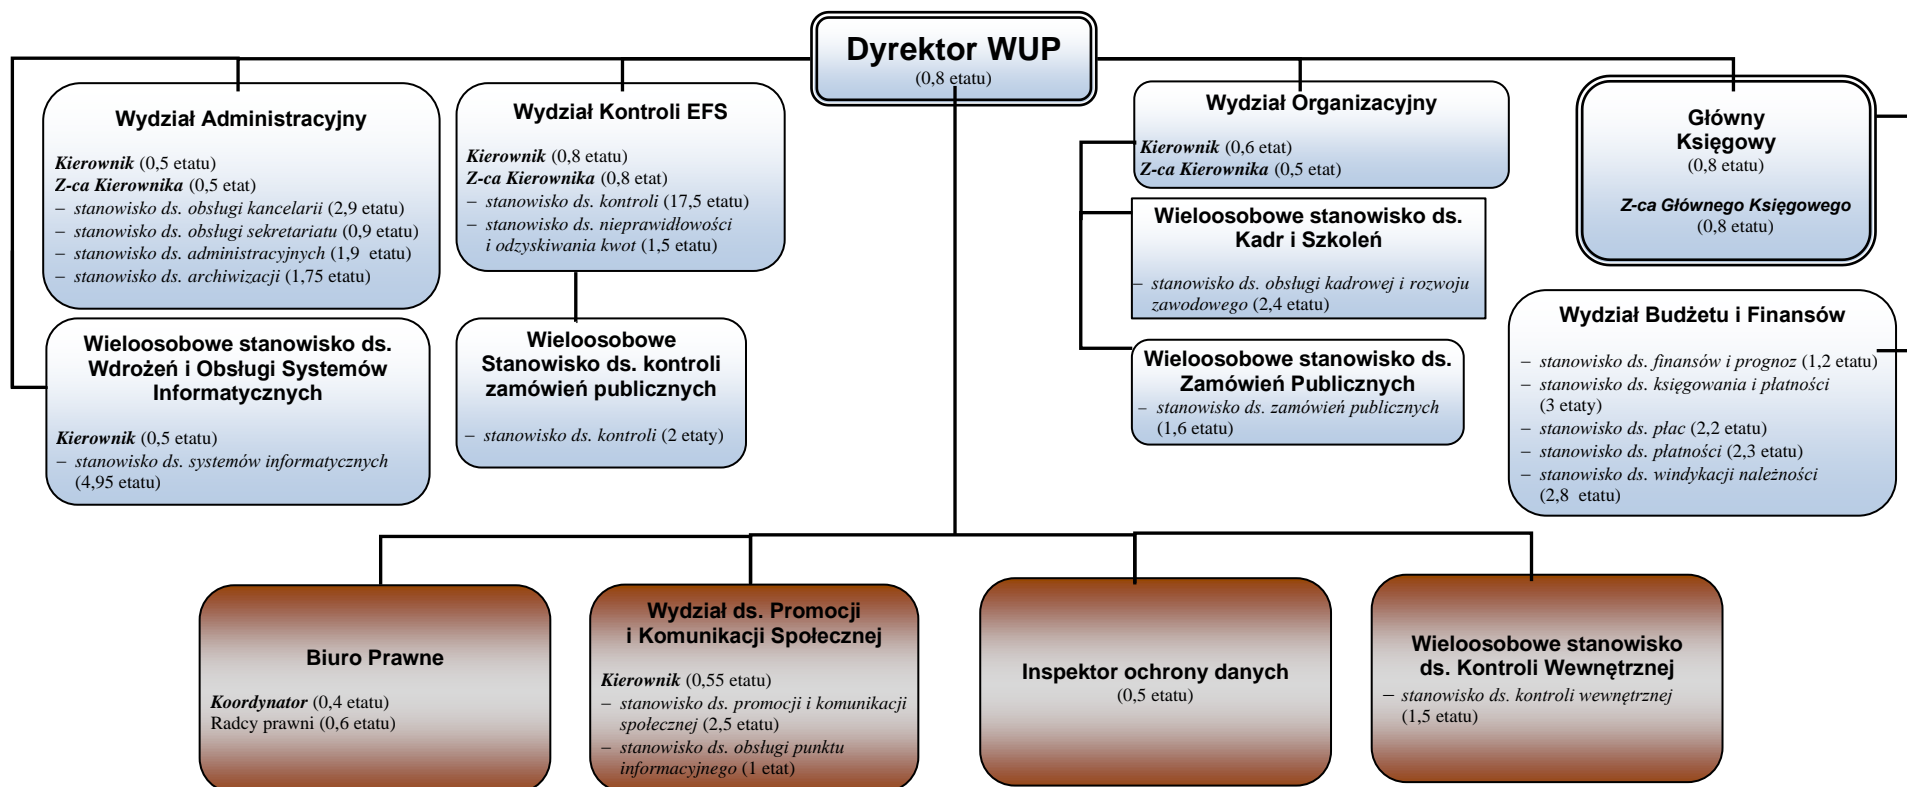 Dyrektor WUP
(0,8 etatu)
Wydział Administracyjny
Kierownik (0,5 etatu)
Z-ca Kierownika (0,5 etat)
– stanowisko ds. obsługi kancelarii (2,9 etatu)
– stanowisko ds. obsługi sekretariatu (0,9 etatu)
– stanowisko ds. administracyjnych (1,9 etatu)
– stanowisko ds. archiwizacji (1,75 etatu)
Wydział Kontroli EFS
Kierownik (0,8 etatu)
Z-ca Kierownika (0,8 etat)
– stanowisko ds. kontroli (17,5 etatu)
– stanowisko ds. nieprawidłowości
i odzyskiwania kwot (1,5 etatu)
Wydział Organizacyjny
Kierownik (0,6 etat)
Z-ca Kierownika (0,5 etat)
Główny
Księgowy
(0,8 etatu)
Z-ca Głównego Księgowego
(0,8 etatu)
Wieloosobowe stanowisko ds.
Kadr i Szkoleń
– stanowisko ds. obsługi kadrowej i rozwoju
zawodowego (2,4 etatu)
Wieloosobowe stanowisko ds.
Wdrożeń i Obsługi Systemów
Informatycznych
Kierownik (0,5 etatu)
– stanowisko ds. systemów informatycznych
(4,95 etatu)
Wieloosobowe
Stanowisko ds. kontroli
zamówień publicznych
– stanowisko ds. kontroli (2 etaty)
Wieloosobowe stanowisko ds.
Zamówień Publicznych
– stanowisko ds. zamówień publicznych
(1,6 etatu)
Wydział Budżetu i Finansów
– stanowisko ds. finansów i prognoz (1,2 etatu)
– stanowisko ds. księgowania i płatności
(3 etaty)
– stanowisko ds. płac (2,2 etatu)
– stanowisko ds. płatności (2,3 etatu)
– stanowisko ds. windykacji należności
(2,8 etatu)
Biuro Prawne
Koordynator (0,4 etatu)
Radcy prawni (0,6 etatu)
Wydział ds. Promocji
i Komunikacji Społecznej
Kierownik (0,55 etatu)
– stanowisko ds. promocji i komunikacji
społecznej (2,5 etatu)
– stanowisko ds. obsługi punktu
informacyjnego (1 etat)
Inspektor ochrony danych
(0,5 etatu)
Wieloosobowe stanowisko
ds. Kontroli Wewnętrznej
– stanowisko ds. kontroli wewnętrznej
(1,5 etatu)